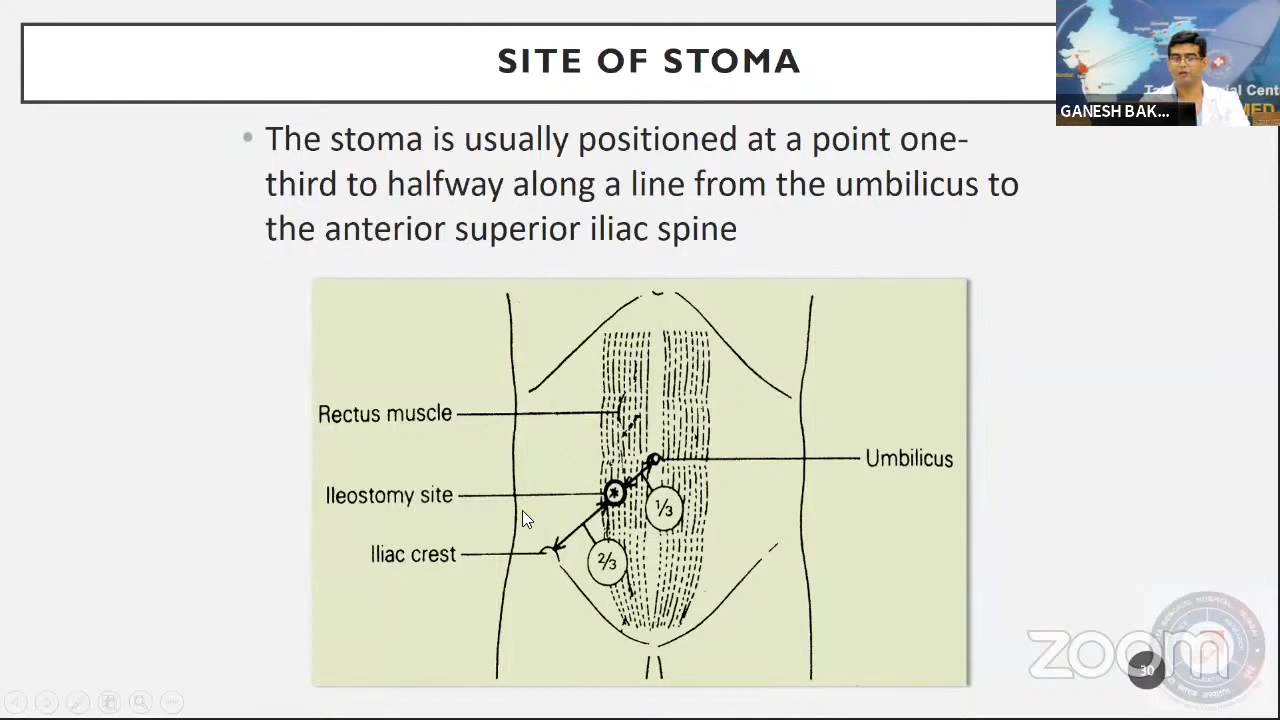 SITE OF STOMA
GANESH BAK...
• The stoma is usually positioned at a point one-
third to halfway along a line from the umbilicus to
the anterior superior iliac spine
Rectus muscle
Umbilicus
Ileostomy site
1/3
Iliac crest
2/3
zoom
30